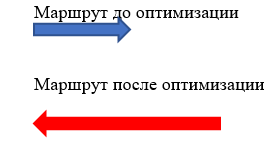 Маршрут до оптимизации
Маршрут после оптимизации